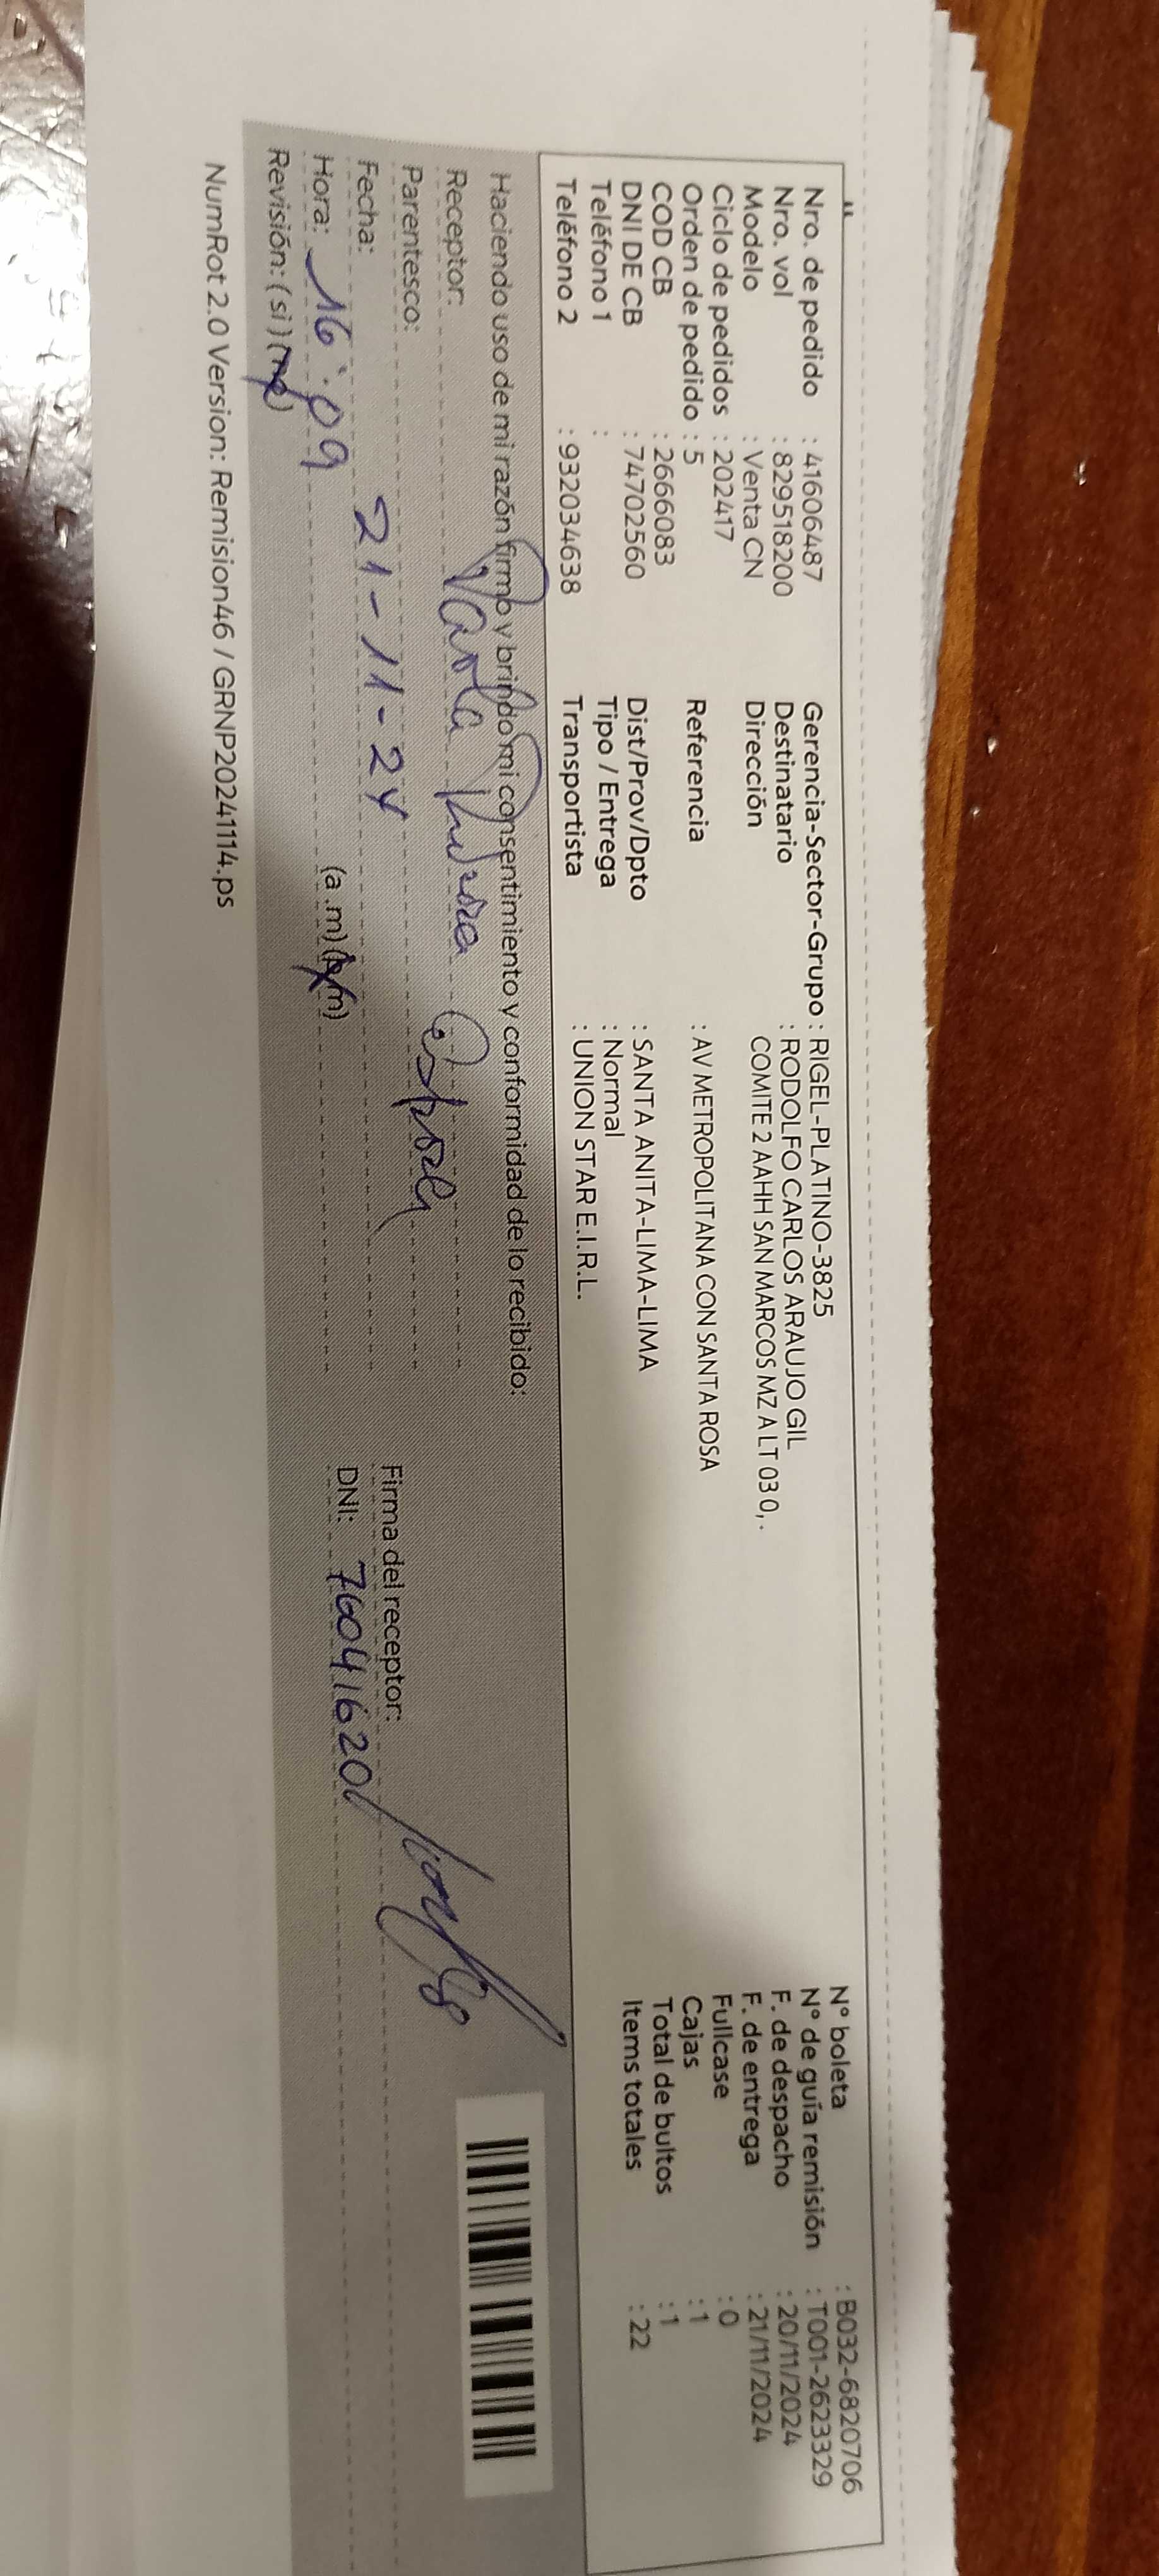 Nro. de pedido : 41606487
Nro. vol : 829518200
Modelo : Venta CN
Ciclo de pedidos : 202417
Orden de pedido : 5
COD CB : 2666083
DNI DE CB : 74702560
Teléfono 1 :
Teléfono 2 : 932034638
Gerencia-Sector-Grupo : RIGEL-PLATINO-3825
Destinatario : RODOLFO CARLOS ARAUJO GIL
Dirección COMITE 2 AAHH SAN MARCOS MZ A LT 03 0, .
Referencia : AV METROPOLITANA CON SANTA ROSA
Dist/Prov/Dpto : SANTA ANITA-LIMA-LIMA
Tipo / Entrega : Normal
Transportista : UNION STAR E.I.R.L.
N° boleta : B032-6820706
N° de guía remisión : T001-2623329
F. de despacho : 20/11/2024
F. de entrega : 21/11/2024
Fullcase : 0
Cajas : 1
Total de bultos : 1
Items totales : 22
Haciendo uso de mi razón firmo y brindo mi consentimiento y conformidad de lo recibido:
Receptor: Paola
Parentesco: Esposa
Fecha: 21-11-24
Hora: 16:09 (a .m) (p.m)
Revisión: (si) (no)
Firma del receptor:
DNI: 76041620
NumRot 2.0 Version: Remision46 / GRNP20241114.ps